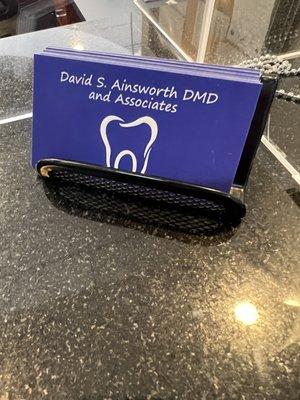 David S. Ainsworth DMD
and Associates